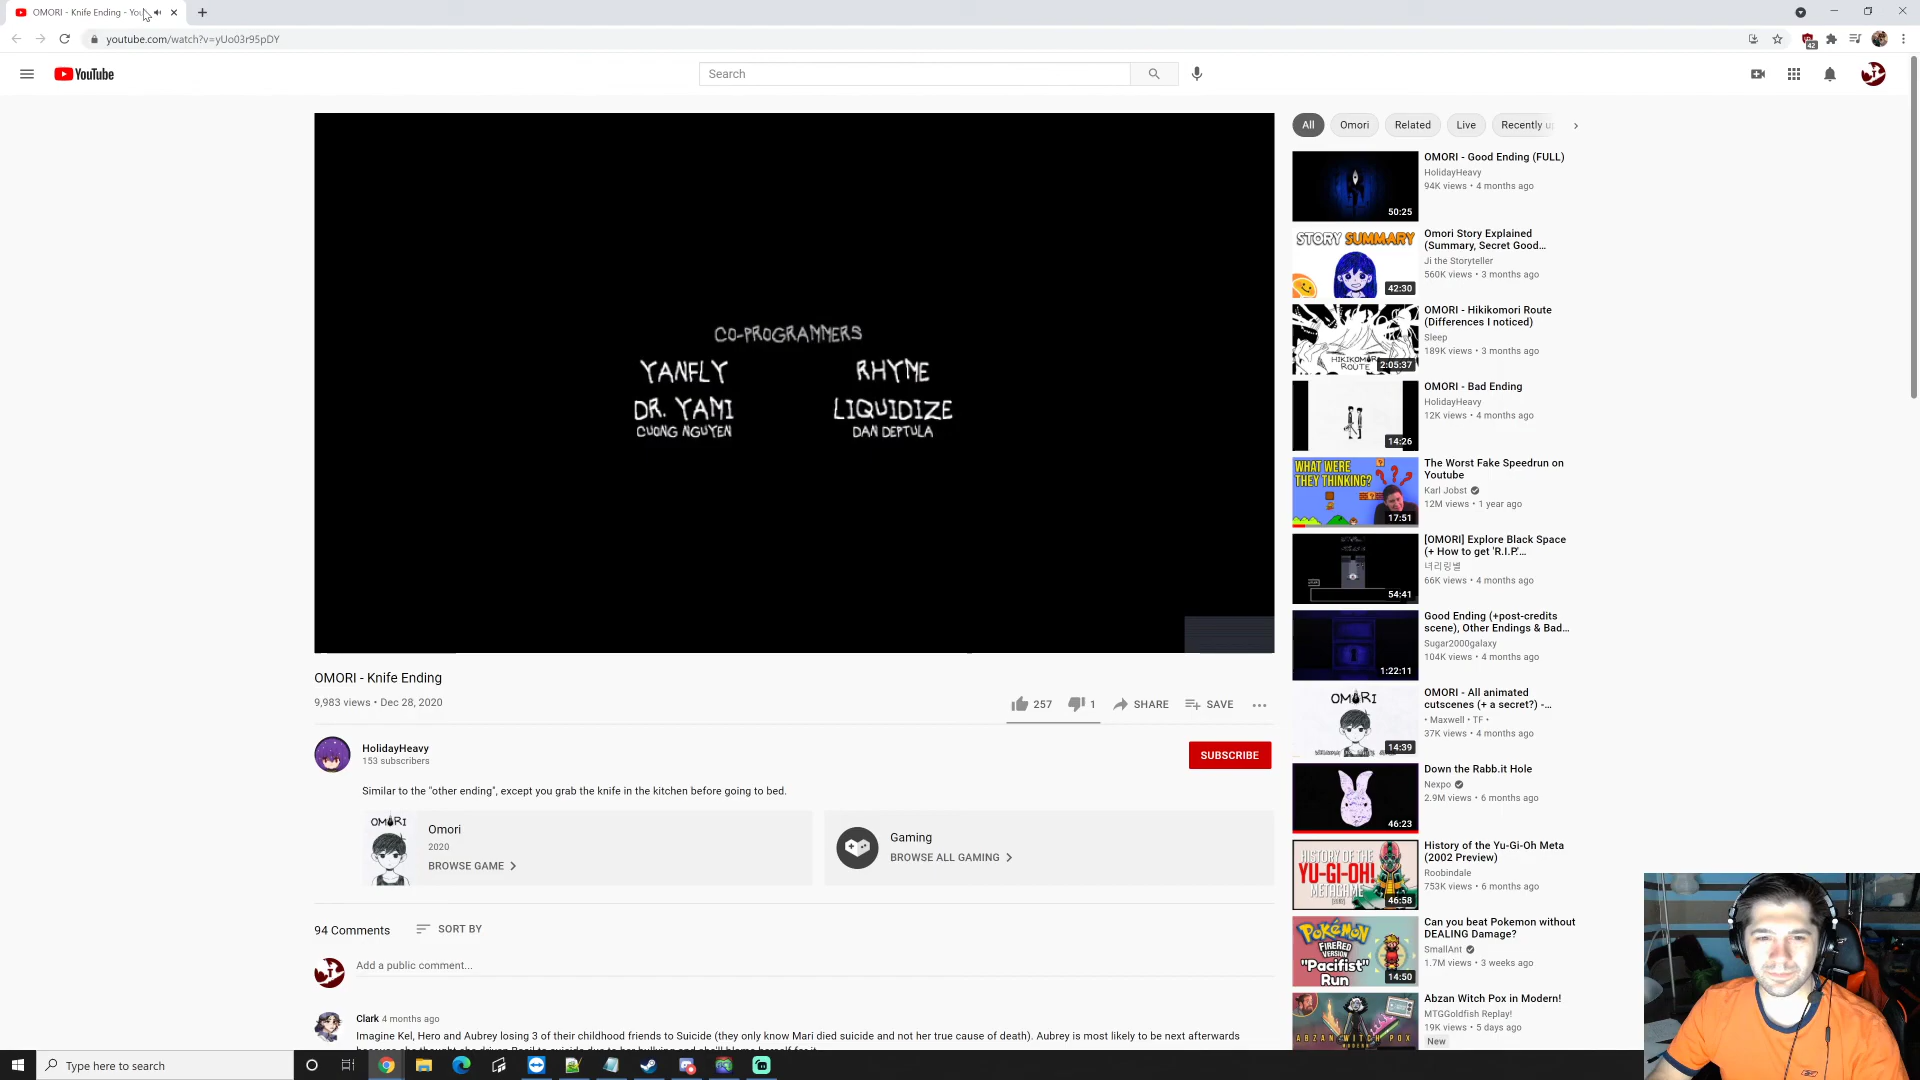 OMORI - Knife Ending - You
youtube.com/watch?v=yUo03r95pDY
42
YouTube
Search
CO-PROGRAMMERS
YANFLY
RHYME
DR. YAMI
LIQUIDIZE
CUONG NGUYEN
DAN DEPTULA
OMORI - Knife Ending
9,983 views • Dec 28, 2020
257
1
SHARE
SAVE
HolidayHeavy
153 subscribers
SUBSCRIBE
Similar to the "other ending", except you grab the knife in the kitchen before going to bed.
OMORI
Omori
2020
BROWSE GAME
Gaming
BROWSE ALL GAMING
94 Comments
SORT BY
Add a public comment...
Clark 4 months ago
Imagine Kel, Hero and Aubrey losing 3 of their childhood friends to Suicide (they only know Mari died suicide and not her true cause of death). Aubrey is most likely to be next afterwards
All
Omori
Related
Live
Recently u
50:25
OMORI - Good Ending (FULL)
HolidayHeavy
94K views • 4 months ago
STORY SUMMARY
42:30
Omori Story Explained
(Summary, Secret Good...
Ji the Storyteller
560K views • 3 months ago
HIKIKOMORI
ROUTE
2:05:37
OMORI - Hikikomori Route
(Differences I noticed)
Sleep
189K views • 3 months ago
14:26
OMORI - Bad Ending
HolidayHeavy
12K views • 4 months ago
WHAT WERE
THEY THINKING?
17:51
The Worst Fake Speedrun on
Youtube
Karl Jobst
12M views • 1 year ago
54:41
[OMORI] Explore Black Space
(+ How to get 'R.I.P.'...
녀리링별
66K views • 4 months ago
1:22:11
Good Ending (+post-credits
scene), Other Endings & Bad...
Sugar2000galaxy
104K views • 4 months ago
OMORI
14:39
OMORI - All animated
cutscenes (+ a secret?) -...
• Maxwell • TF •
37K views • 4 months ago
46:23
Down the Rabb.it Hole
Nexpo
2.9M views • 6 months ago
HISTORY OF THE
YU-GI-OH!
METAGAME
46:58
History of the Yu-Gi-Oh Meta
(2002 Preview)
Roobindale
753K views • 6 months ago
Pokémon
FIRERED
VERSION
"Pacifist"
Run
14:50
Can you beat Pokemon without
DEALING Damage?
SmallAnt
1.7M views • 3 weeks ago
ABZAN WITCH POX
MODERN
Abzan Witch Pox in Modern!
MTGGoldfish Replay!
19K views • 5 days ago
New
Type here to search